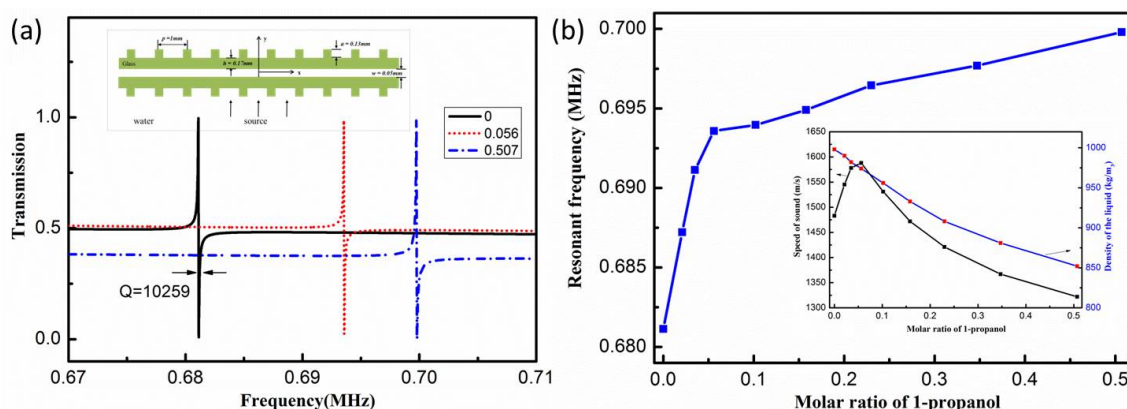 (a)
1.5
1.0
0.5
0.0
Transmission
p=1mm
y
a = 0.13mm
Glass
h = 0.17mm
x
w = 0.05mm
water
source
0
0.056
0.507
Q=10259
0.67 0.68 0.69 0.70 0.71
Frequency(MHz)
(b)
0.700
0.695
0.690
0.685
0.680
Resonant frequency (MHz)
1650
1600
1550
1500
1450
1400
1350
1300
Speed of sound (m/s)
1000
950
900
850
800
Density of the liquid (kg/m3)
0.0 0.1 0.2 0.3 0.4 0.5
Molar ratio of 1-propanol
0.0 0.1 0.2 0.3 0.4 0.5
Molar ratio of 1-propanol